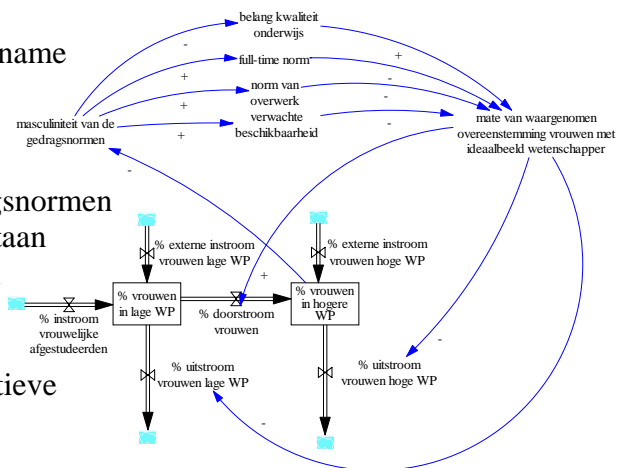 belang kwaliteit
onderwijs
name
-
full-time norm
+
+
-
norm van
overwerk
+
-
verwachte
beschikbaarheid
masculiniteit van de
gedragsnormen
+
-
mate van waargenomen
overeenstemming vrouwen met
ideaalbeeld wetenschapper
-
gsnormen
taan
% externe instroom
vrouwen lage WP
% externe instroom
vrouwen hoge WP
+
% vrouwen
in lage WP
% vrouwen
in hogere
WP
% instroom
vrouwelijke
afgestudeerden
% doorstroom
vrouwen
-
% uitstroom
vrouwen lage WP
% uitstroom
vrouwen hoge WP
tieve
-